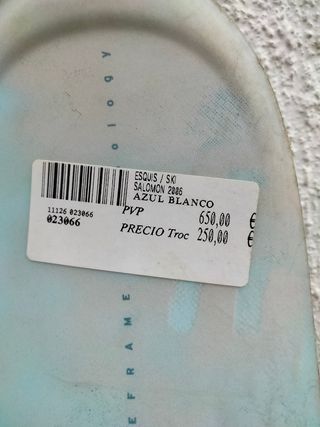 ology
ESQUIS / SKI
SALOMON 2006
AZUL BLANCO
11126 023066
023066
PVP 650,00 €
PRECIO Troc 250,00 €
EFRAME